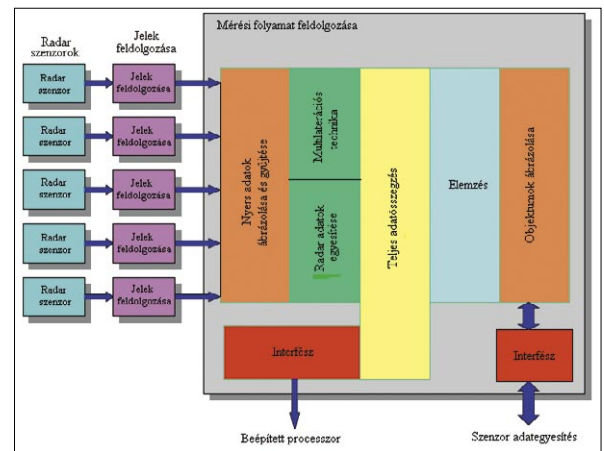 Radar
szenzorok
Jelek
feldolgozása
Mérési folyamat feldolgozása
Radar
szenzor
Jelek
feldolgozása
Radar
szenzor
Jelek
feldolgozása
Radar
szenzor
Jelek
feldolgozása
Radar
szenzor
Jelek
feldolgozása
Radar
szenzor
Jelek
feldolgozása
Nyers adatok
ábrázolása és gyűjtése
Multilaterációs
technika
Radar adatok
egyesítése
Teljes adatösszegzés
Elemzés
Objektumok ábrázolása
Interfész
Interfész
Beépített processzor
Szenzor adategyesítés